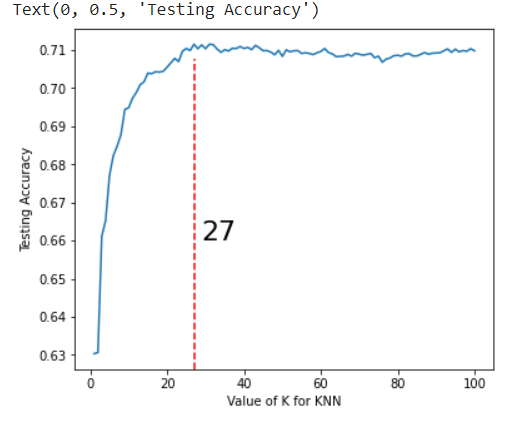 Text(0, 0.5, 'Testing Accuracy')
0.71
0.70
0.69
0.68
0.67
0.66
0.65
0.64
0.63
Testing Accuracy
27
0 20 40 60 80 100
Value of K for KNN